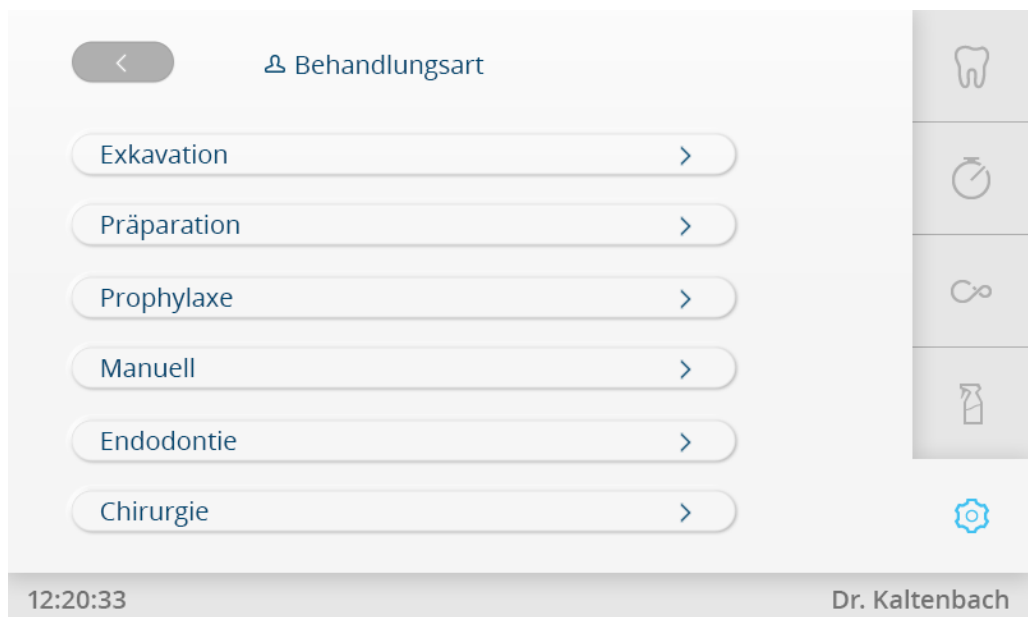 Behandlungsart
Exkavation
Präparation
Prophylaxe
Manuell
Endodontie
Chirurgie
12:20:33 Dr. Kaltenbach